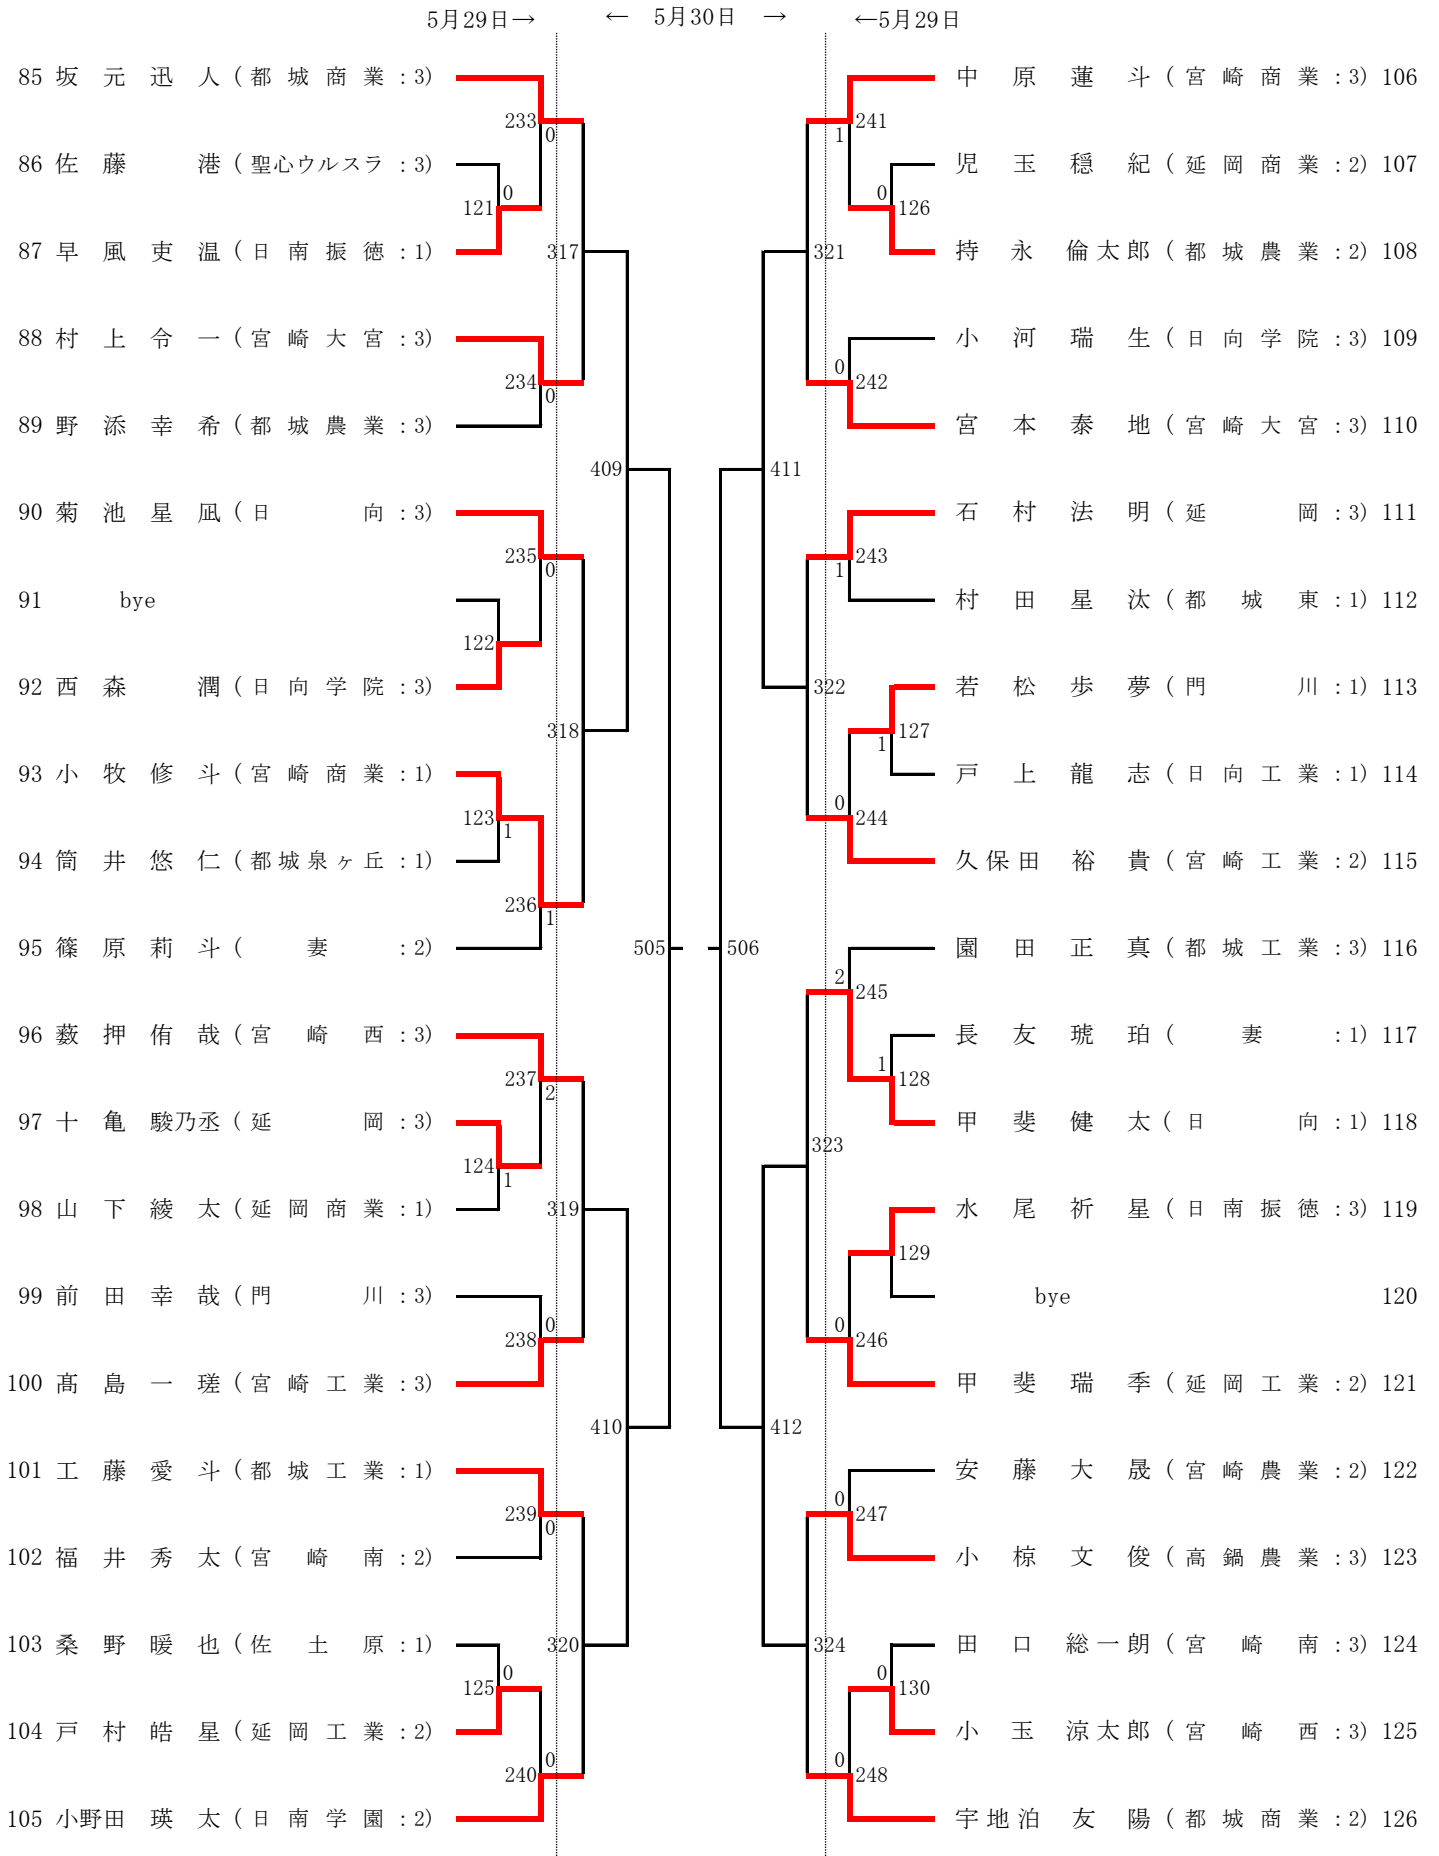 5月29日→ ← 5月30日 → ←5月29日
85 坂元迅人(都城商業:3) 中原蓮斗(宮崎商業:3) 106
233 0 1 241
86 佐藤港(聖心ウルスラ:3) 児玉穏紀(延岡商業:2) 107
121 0 0 126
87 早風吏温(日南振徳:1) 317 321 持永倫太郎(都城農業:2) 108
88 村上令一(宮崎大宮:3) 小河瑞生(日向学院:3) 109
234 0 0 242
89 野添幸希(都城農業:3) 宮本泰地(宮崎大宮:3) 110
409 411
90 菊池星凪(日向:3) 石村法明(延岡:3) 111
235 0 1 243
91 bye 村田星汰(都城東:1) 112
122
92 西森潤(日向学院:3) 322 若松歩夢(門川:1) 113
318 1 127
93 小牧修斗(宮崎商業:1) 戸上龍志(日向工業:1) 114
123 1 0 244
94 筒井悠仁(都城泉ヶ丘:1) 久保田裕貴(宮崎工業:2) 115
236 1
95 篠原莉斗(妻:2) 505 506 園田正真(都城工業:3) 116
2 245
96 藪押侑哉(宮崎西:3) 長友琥珀(妻:1) 117
237 2 1 128
97 十亀駿乃丞(延岡:3) 甲斐健太(日向:1) 118
323
124 1
98 山下綾太(延岡商業:1) 319 水尾祈星(日南振徳:3) 119
129
99 前田幸哉(門川:3) bye 120
238 0 0 246
100 髙島一瑳(宮崎工業:3) 甲斐瑞季(延岡工業:2) 121
410 412
101 工藤愛斗(都城工業:1) 安藤大晟(宮崎農業:2) 122
239 0 0 247
102 福井秀太(宮崎南:2) 小椋文俊(高鍋農業:3) 123
103 桑野暖也(佐土原:1) 320 324 田口総一朗(宮崎南:3) 124
125 0 0 130
104 戸村皓星(延岡工業:2) 小玉涼太郎(宮崎西:3) 125
240 0 0 248
105 小野田瑛太(日南学園:2) 宇地泊友陽(都城商業:2) 126